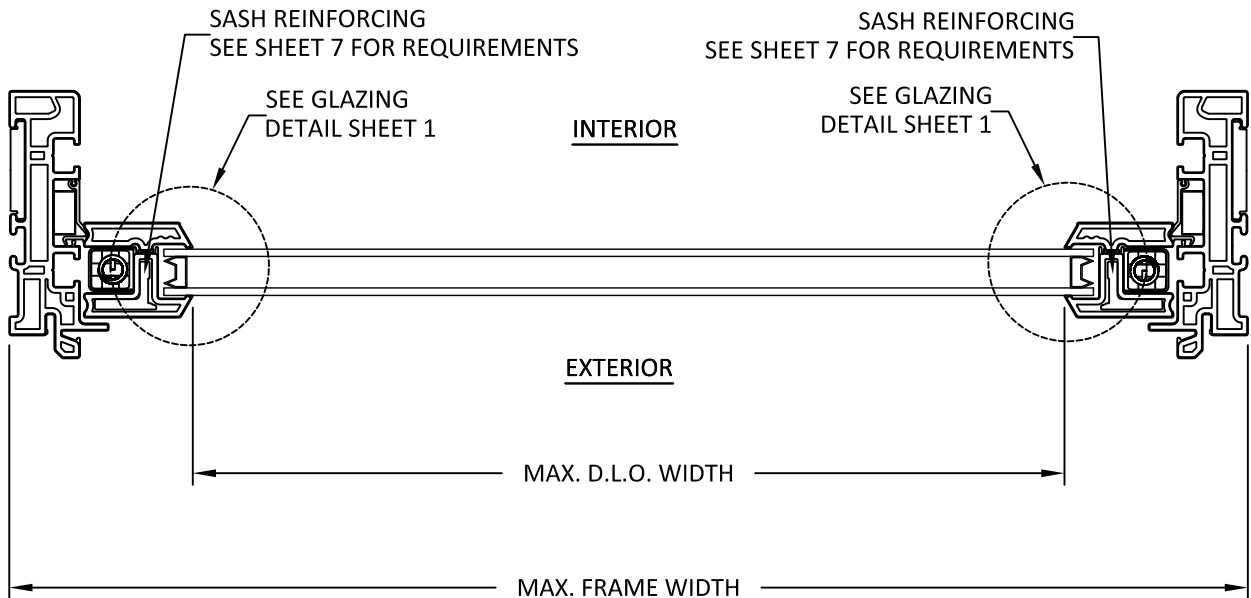 SASH REINFORCING
SEE SHEET 7 FOR REQUIREMENTS
SASH REINFORCING
SEE SHEET 7 FOR REQUIREMENTS
SEE GLAZING
DETAIL SHEET 1
SEE GLAZING
DETAIL SHEET 1
INTERIOR
EXTERIOR
MAX. D.L.O. WIDTH
MAX. FRAME WIDTH